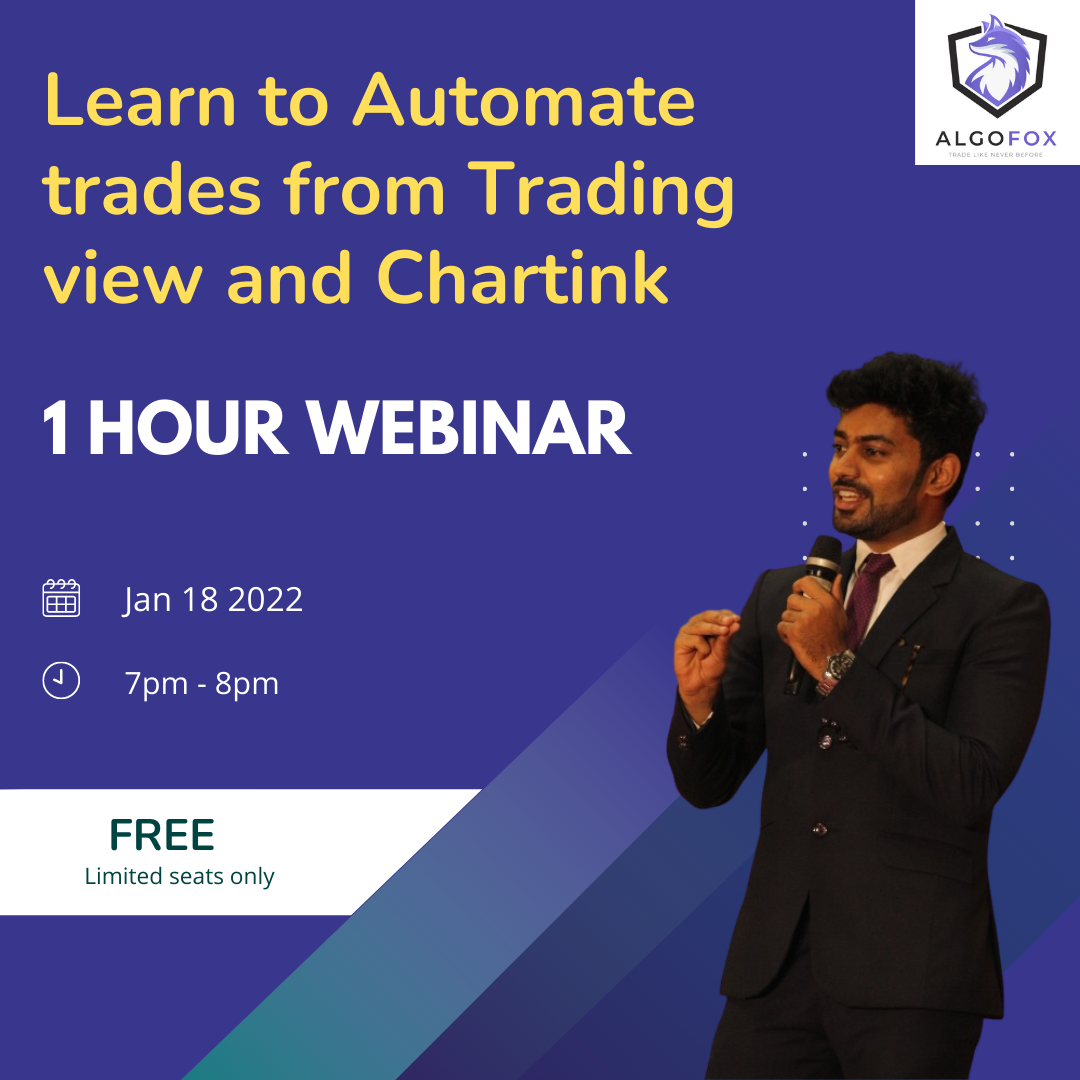 Learn to Automate
trades from Trading
view and Chartink
ALGOFOX
TRADE LIKE NEVER BEFORE
1 HOUR WEBINAR
Jan 18 2022
7pm - 8pm
FREE
Limited seats only